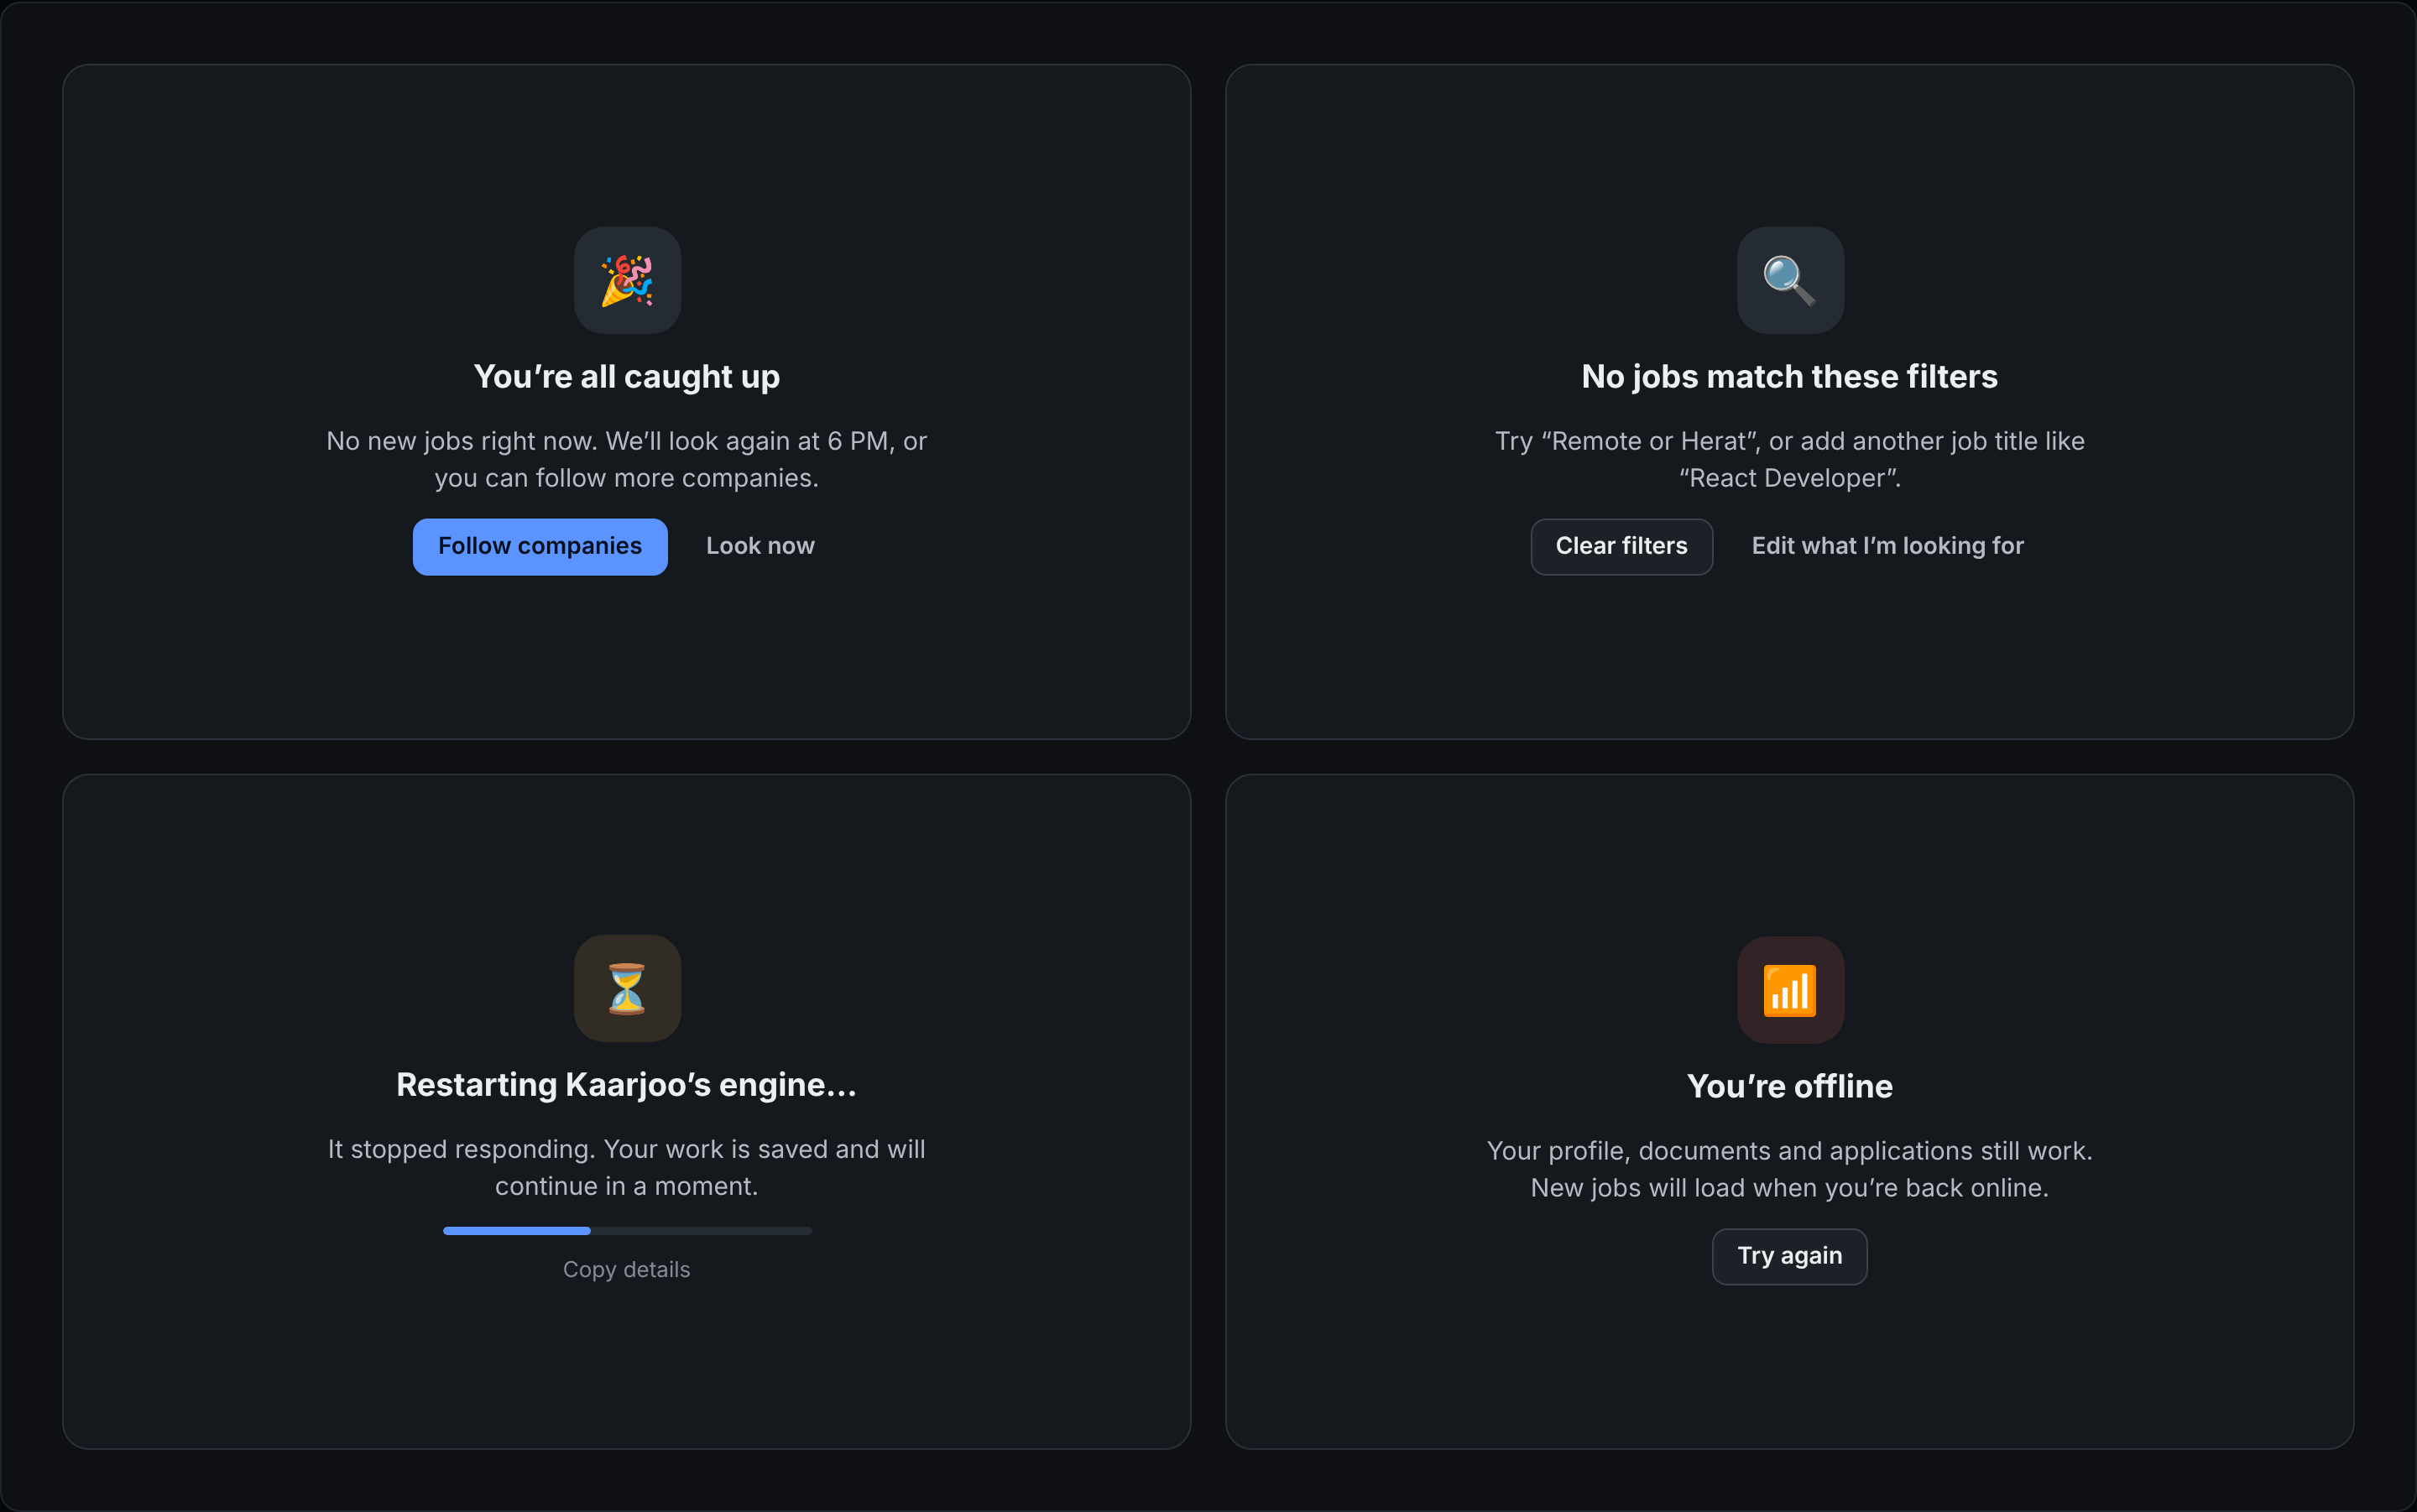 You’re all caught up
No new jobs right now. We’ll look again at 6 PM, or
you can follow more companies.
Follow companies
Look now
No jobs match these filters
Try “Remote or Herat”, or add another job title like
“React Developer”.
Clear filters
Edit what I’m looking for
Restarting Kaarjoo’s engine…
It stopped responding. Your work is saved and will
continue in a moment.
Copy details
You’re offline
Your profile, documents and applications still work.
New jobs will load when you’re back online.
Try again